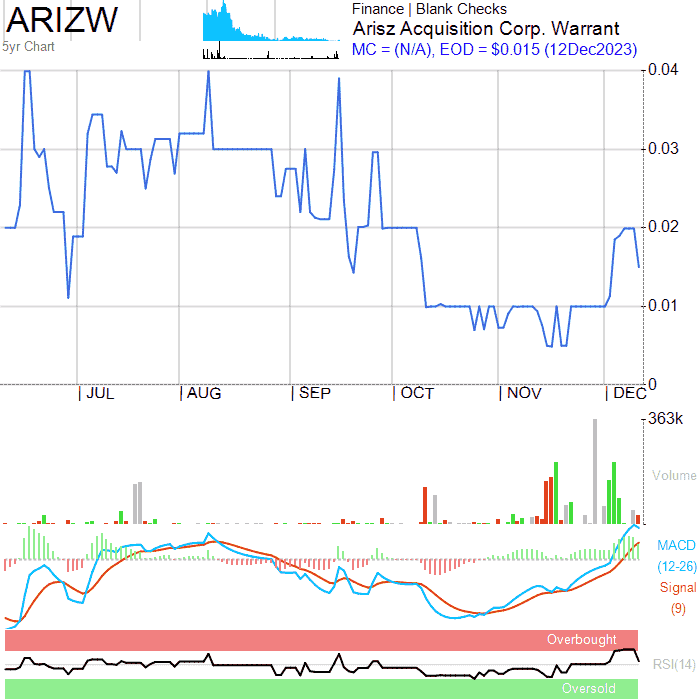 ARIZW
5yr Chart
Finance | Blank Checks
Arisz Acquisition Corp. Warrant
MC = (N/A), EOD = $0.015 (12Dec2023)
0.04
0.03
0.02
0.01
0
| JUL | AUG | SEP | OCT | NOV | DEC
363k
Volume
MACD
(12-26)
Signal
(9)
Overbought
RSI(14)
Oversold